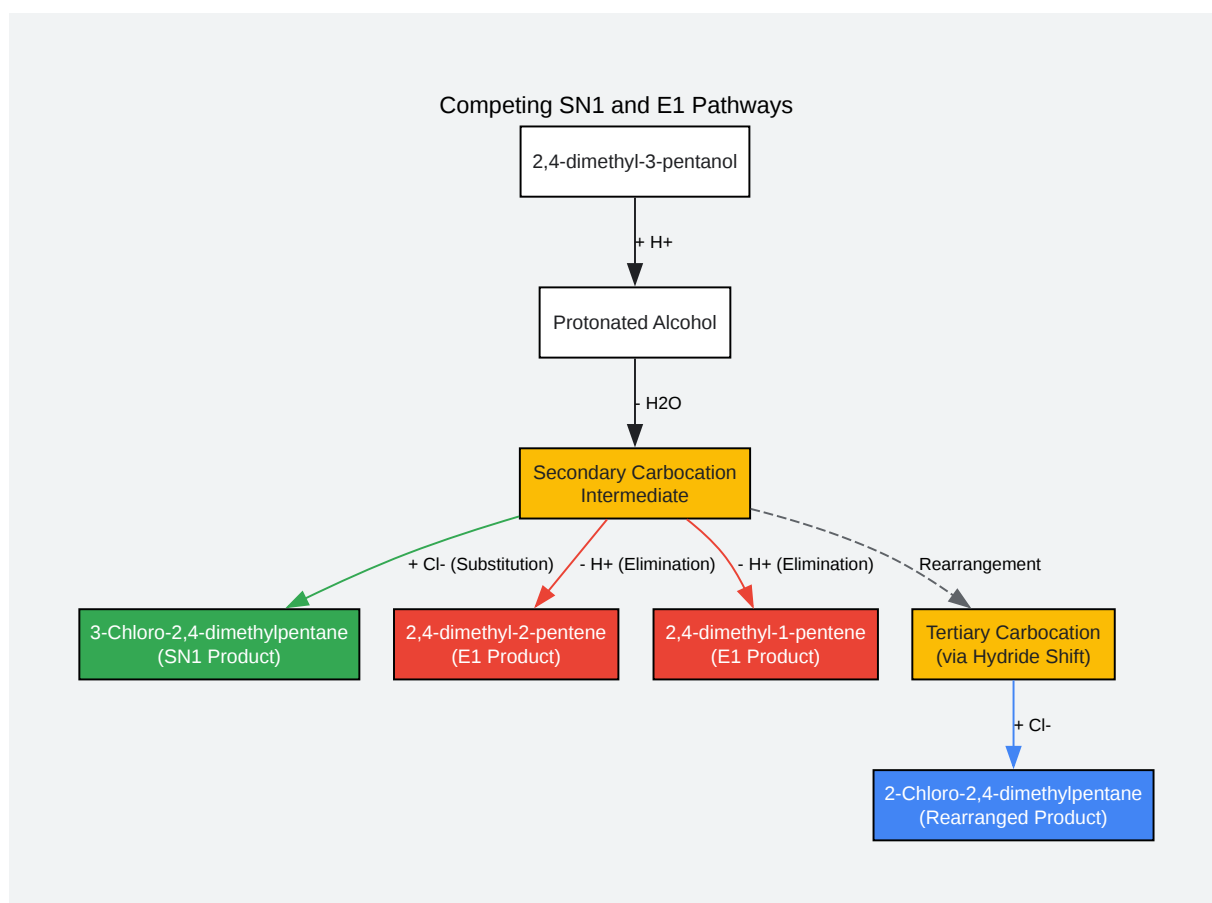 Competing SN1 and E1 Pathways
2,4-dimethyl-3-pentanol
+ H+
Protonated Alcohol
- H2O
Secondary Carbocation
Intermediate
+ Cl- (Substitution)
- H+ (Elimination)
- H+ (Elimination)
Rearrangement
3-Chloro-2,4-dimethylpentane
(SN1 Product)
2,4-dimethyl-2-pentene
(E1 Product)
2,4-dimethyl-1-pentene
(E1 Product)
Tertiary Carbocation
(via Hydride Shift)
+ Cl-
2-Chloro-2,4-dimethylpentane
(Rearranged Product)